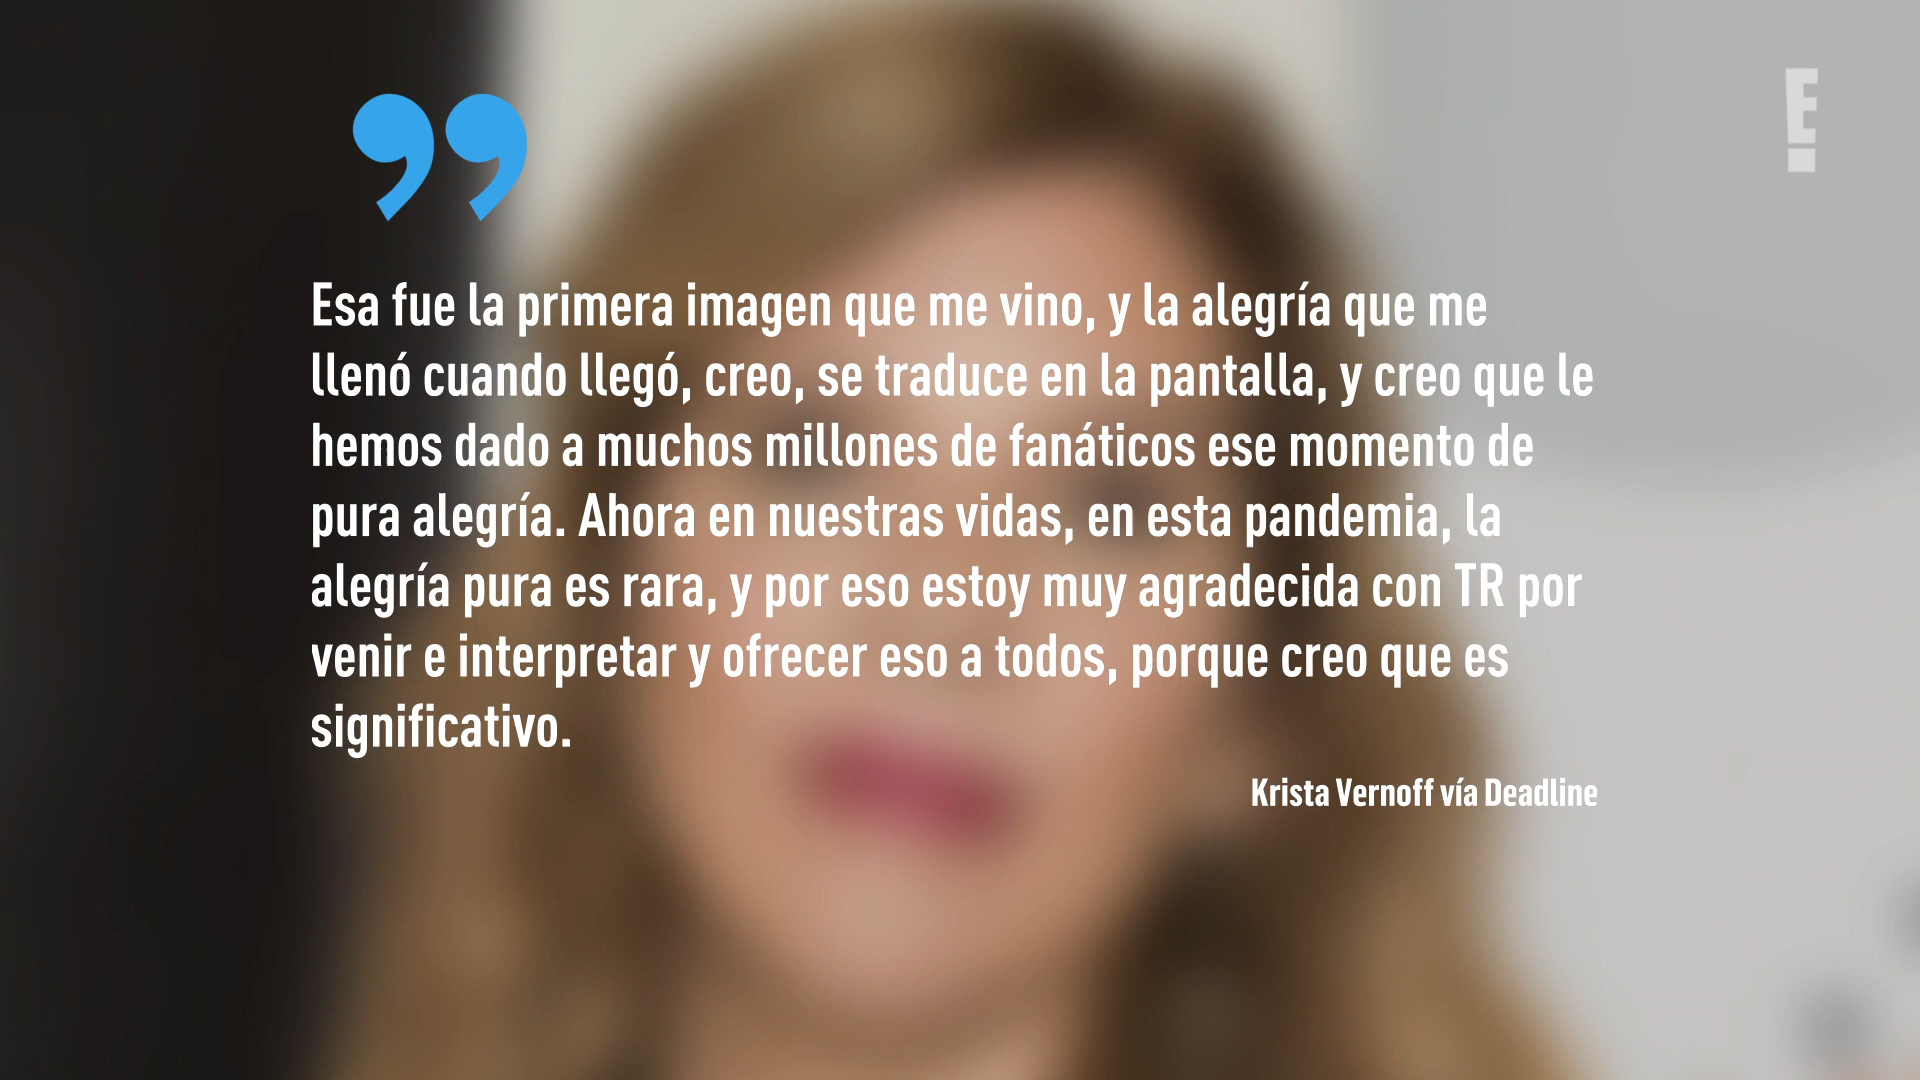 E!
Esa fue la primera imagen que me vino, y la alegría que me
llenó cuando llegó, creo, se traduce en la pantalla, y creo que le
hemos dado a muchos millones de fanáticos ese momento de
pura alegría. Ahora en nuestras vidas, en esta pandemia, la
alegría pura es rara, y por eso estoy muy agradecida con TR por
venir e interpretar y ofrecer eso a todos, porque creo que es
significativo.
Krista Vernoff vía Deadline